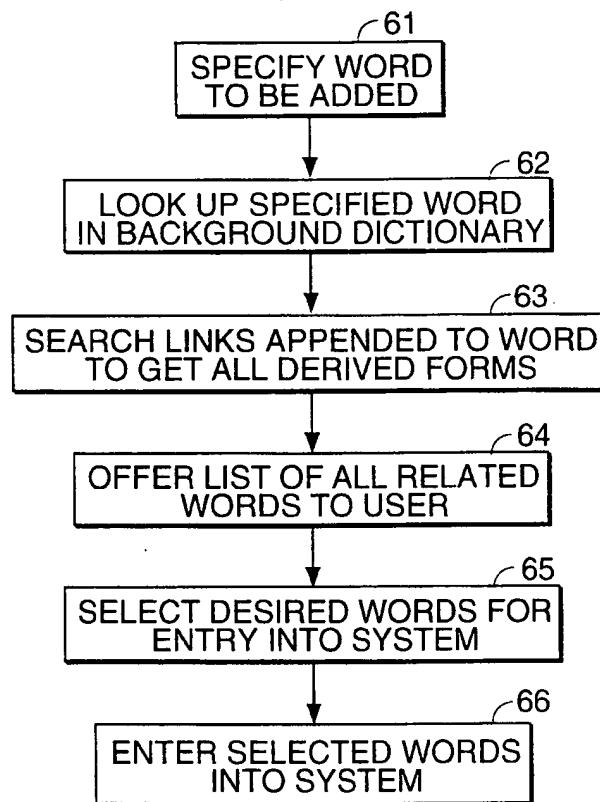 61
SPECIFY WORD
TO BE ADDED
62
LOOK UP SPECIFIED WORD
IN BACKGROUND DICTIONARY
63
SEARCH LINKS APPENDED TO WORD
TO GET ALL DERIVED FORMS
64
OFFER LIST OF ALL RELATED
WORDS TO USER
65
SELECT DESIRED WORDS FOR
ENTRY INTO SYSTEM
66
ENTER SELECTED WORDS
INTO SYSTEM